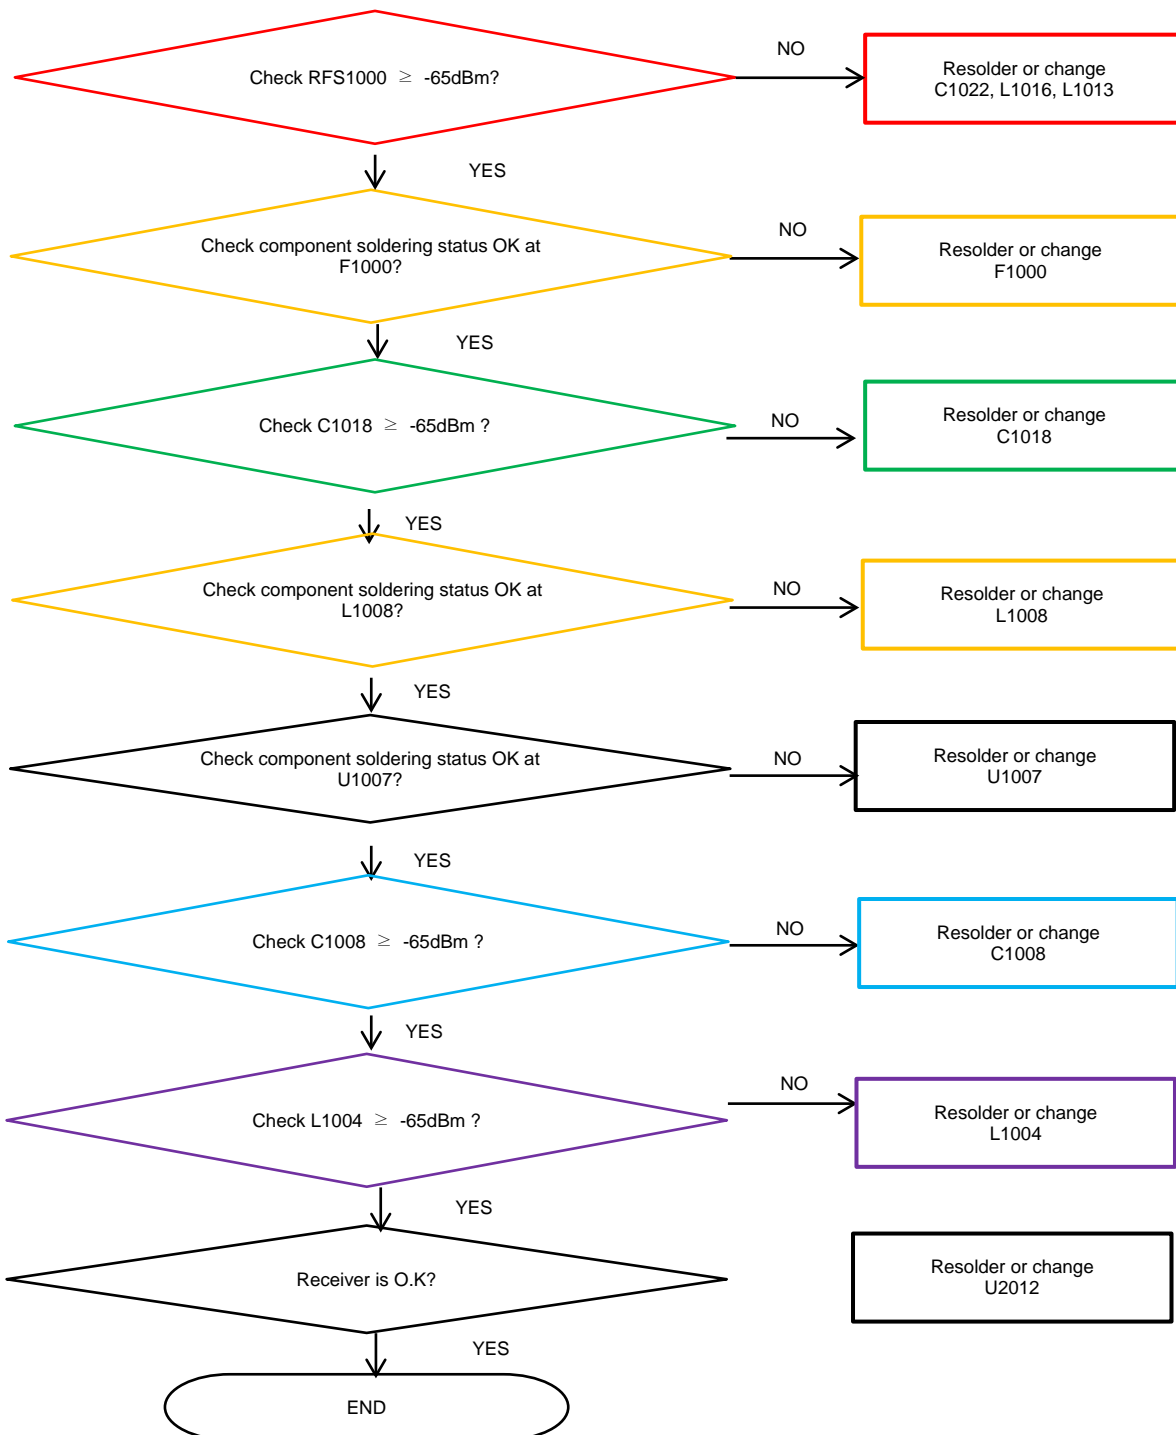 Check RFS1000 ≥ -65dBm?
NO
Resolder or change
C1022, L1016, L1013
YES
Check component soldering status OK at
F1000?
NO
Resolder or change
F1000
YES
Check C1018 ≥ -65dBm ?
NO
Resolder or change
C1018
YES
Check component soldering status OK at
L1008?
NO
Resolder or change
L1008
YES
Check component soldering status OK at
U1007?
NO
Resolder or change
U1007
YES
Check C1008 ≥ -65dBm ?
NO
Resolder or change
C1008
YES
Check L1004 ≥ -65dBm ?
NO
Resolder or change
L1004
YES
Receiver is O.K?
Resolder or change
U2012
YES
END